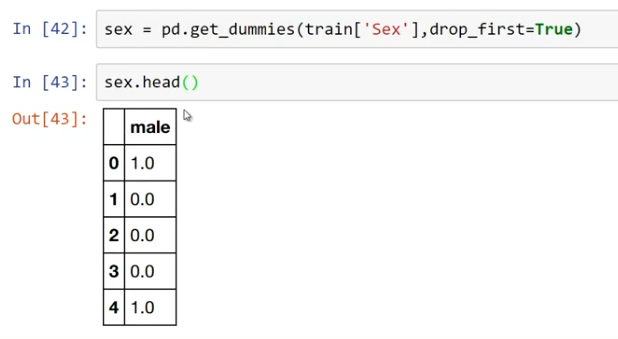 In [42]: sex = pd.get_dummies(train['Sex'],drop_first=True)
In [43]: sex.head()
Out[43]:
male
0 1.0
1 0.0
2 0.0
3 0.0
4 1.0